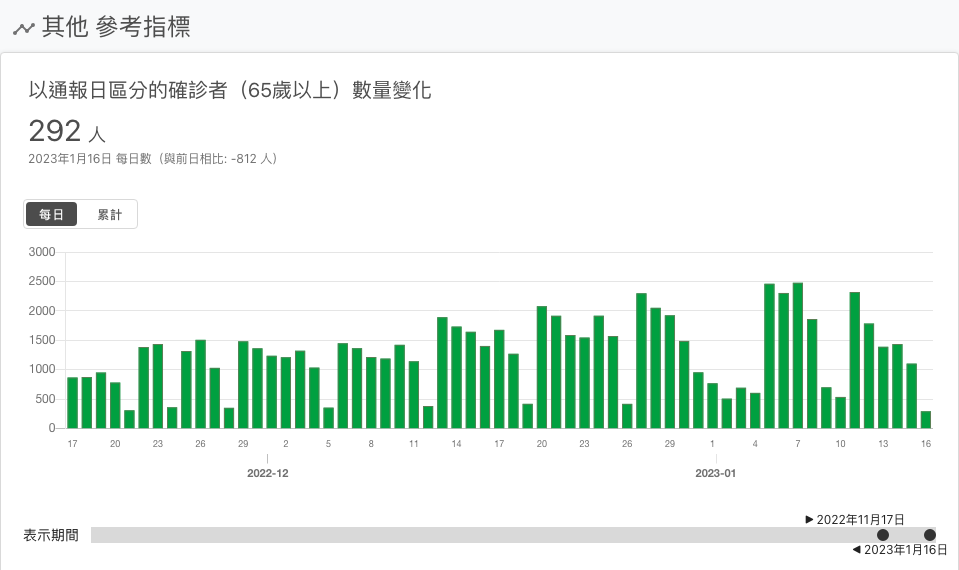 其他 參考指標
以通報日區分的確診者（65歲以上）數量變化
292 人
2023年1月16日 每日數（與前日相比: -812 人）
每日 累計
3000
2500
2000
1500
1000
500
0
17 20 23 26 29 2 5 8 11 14 17 20 23 26 29 1 4 7 10 13 16
2022-12 2023-01
▶ 2022年11月17日
表示期間
◀ 2023年1月16日